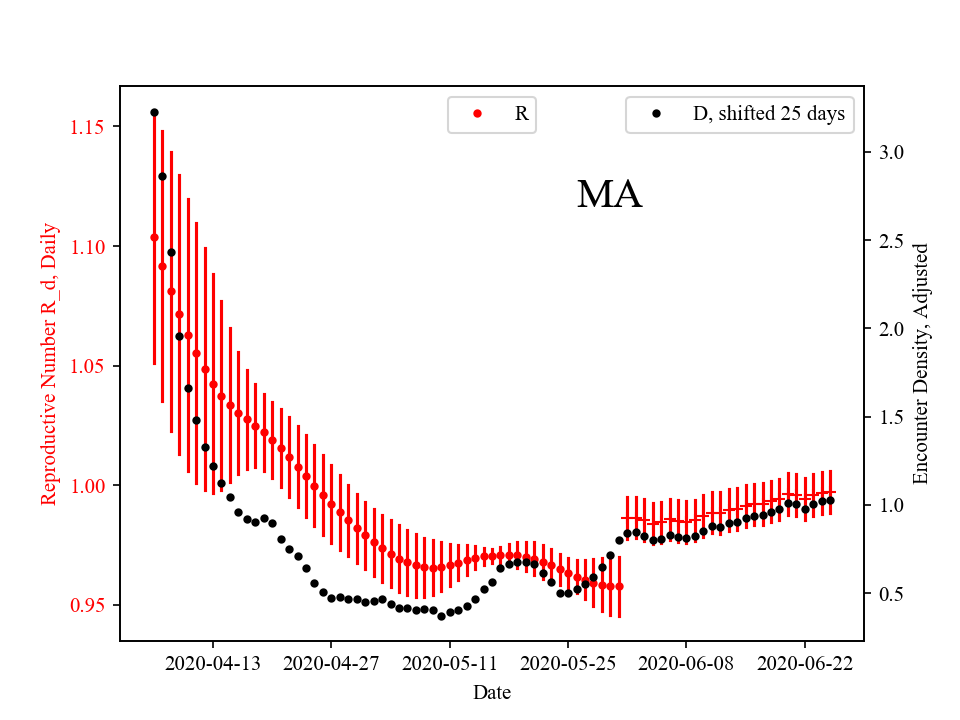 R
D, shifted 25 days
MA
Reproductive Number R_d, Daily
1.15
1.10
1.05
1.00
0.95
3.0
2.5
2.0
1.5
1.0
0.5
Encounter Density, Adjusted
2020-04-13 2020-04-27 2020-05-11 2020-05-25 2020-06-08 2020-06-22
Date